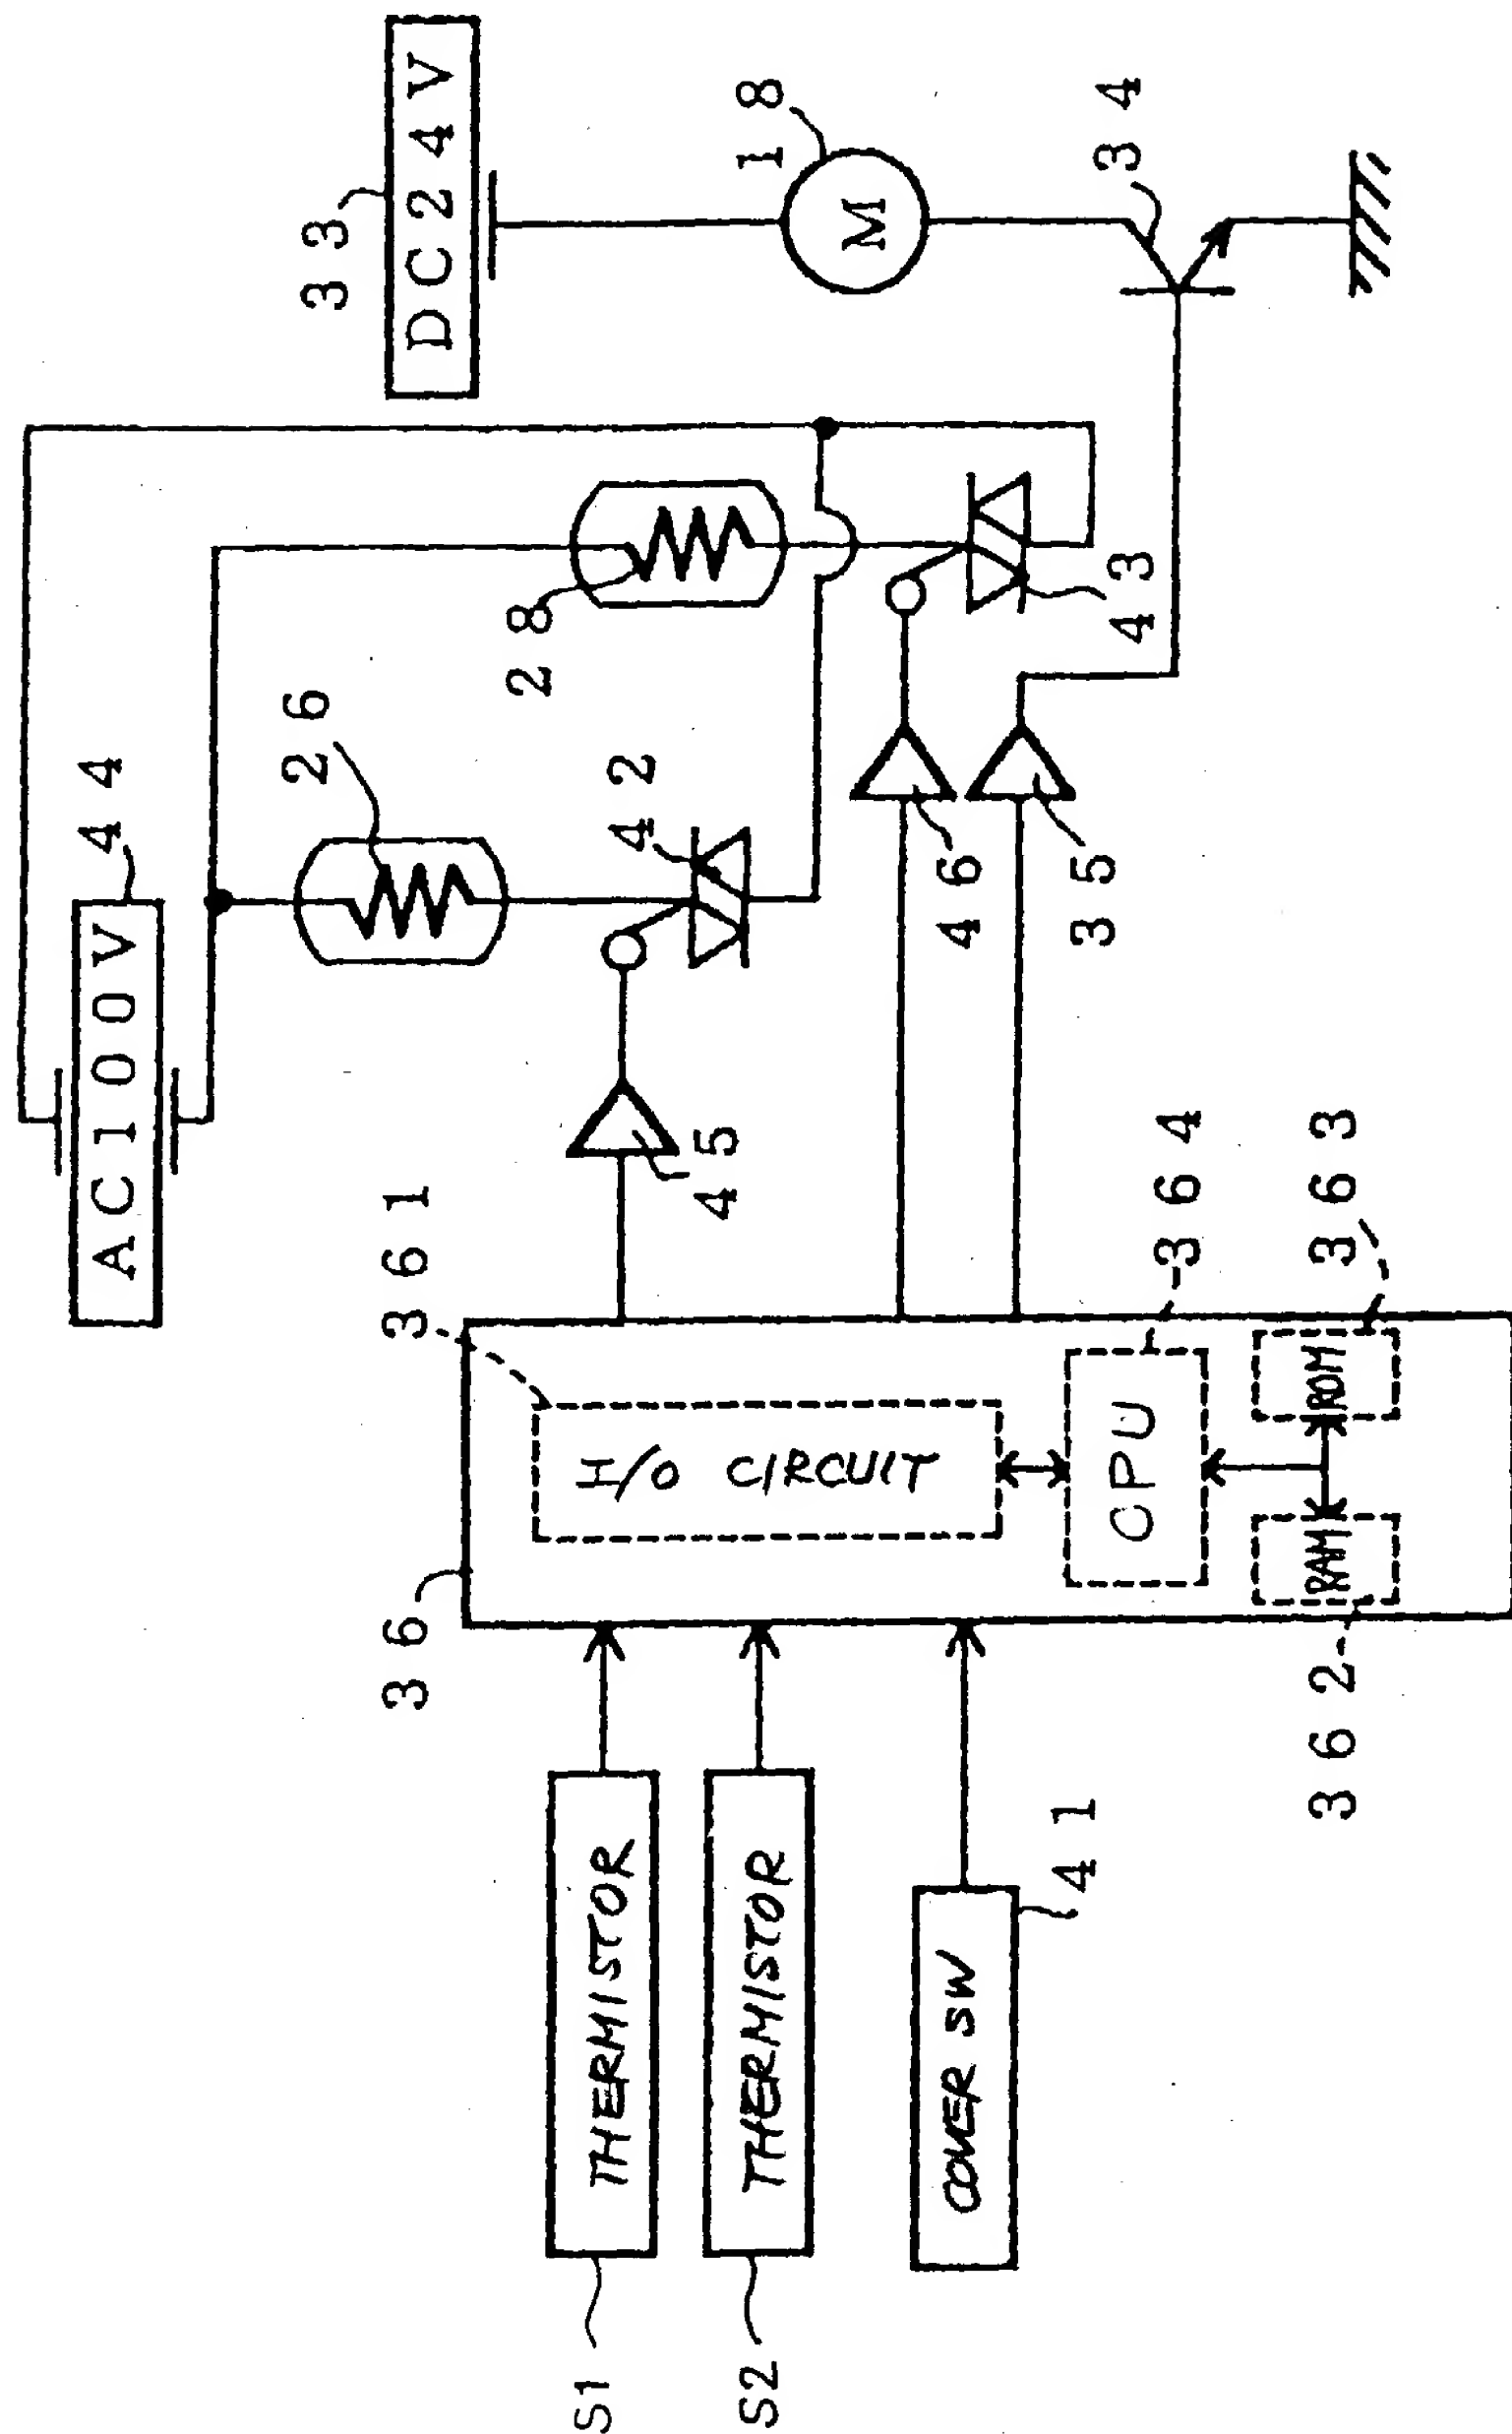 AC100V
44
DC24V
33
26
28
M
18
42
43
34
45
46
35
36
361
I/O CIRCUIT
CPU
364
ROM
363
RAM
362
THERMISTOR
S1
THERMISTOR
S2
COVER SW
41